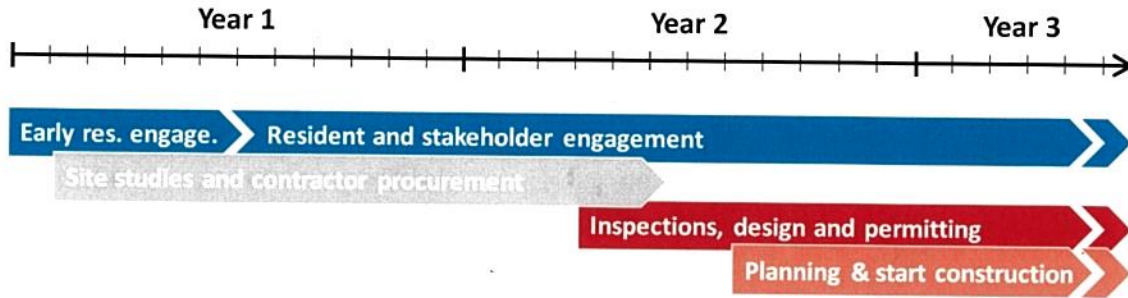 Year 1 Year 2 Year 3
Early res. engage. Resident and stakeholder engagement
Site studies and contractor procurement
Inspections, design and permitting
Planning & start construction